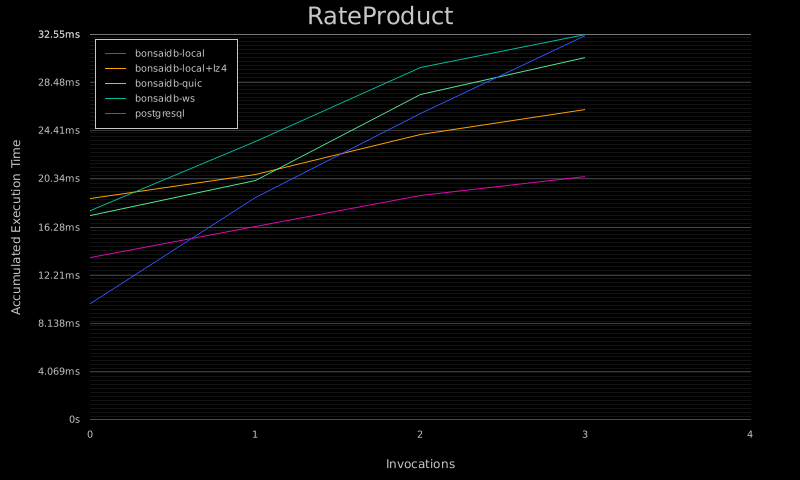 RateProduct
32.55ms
28.48ms
24.41ms
20.34ms
16.28ms
12.21ms
8.138ms
4.069ms
0s
Accumulated Execution Time
bonsaidb-local
bonsaidb-local+lz4
bonsaidb-quic
bonsaidb-ws
postgresql
0 1 2 3 4
Invocations